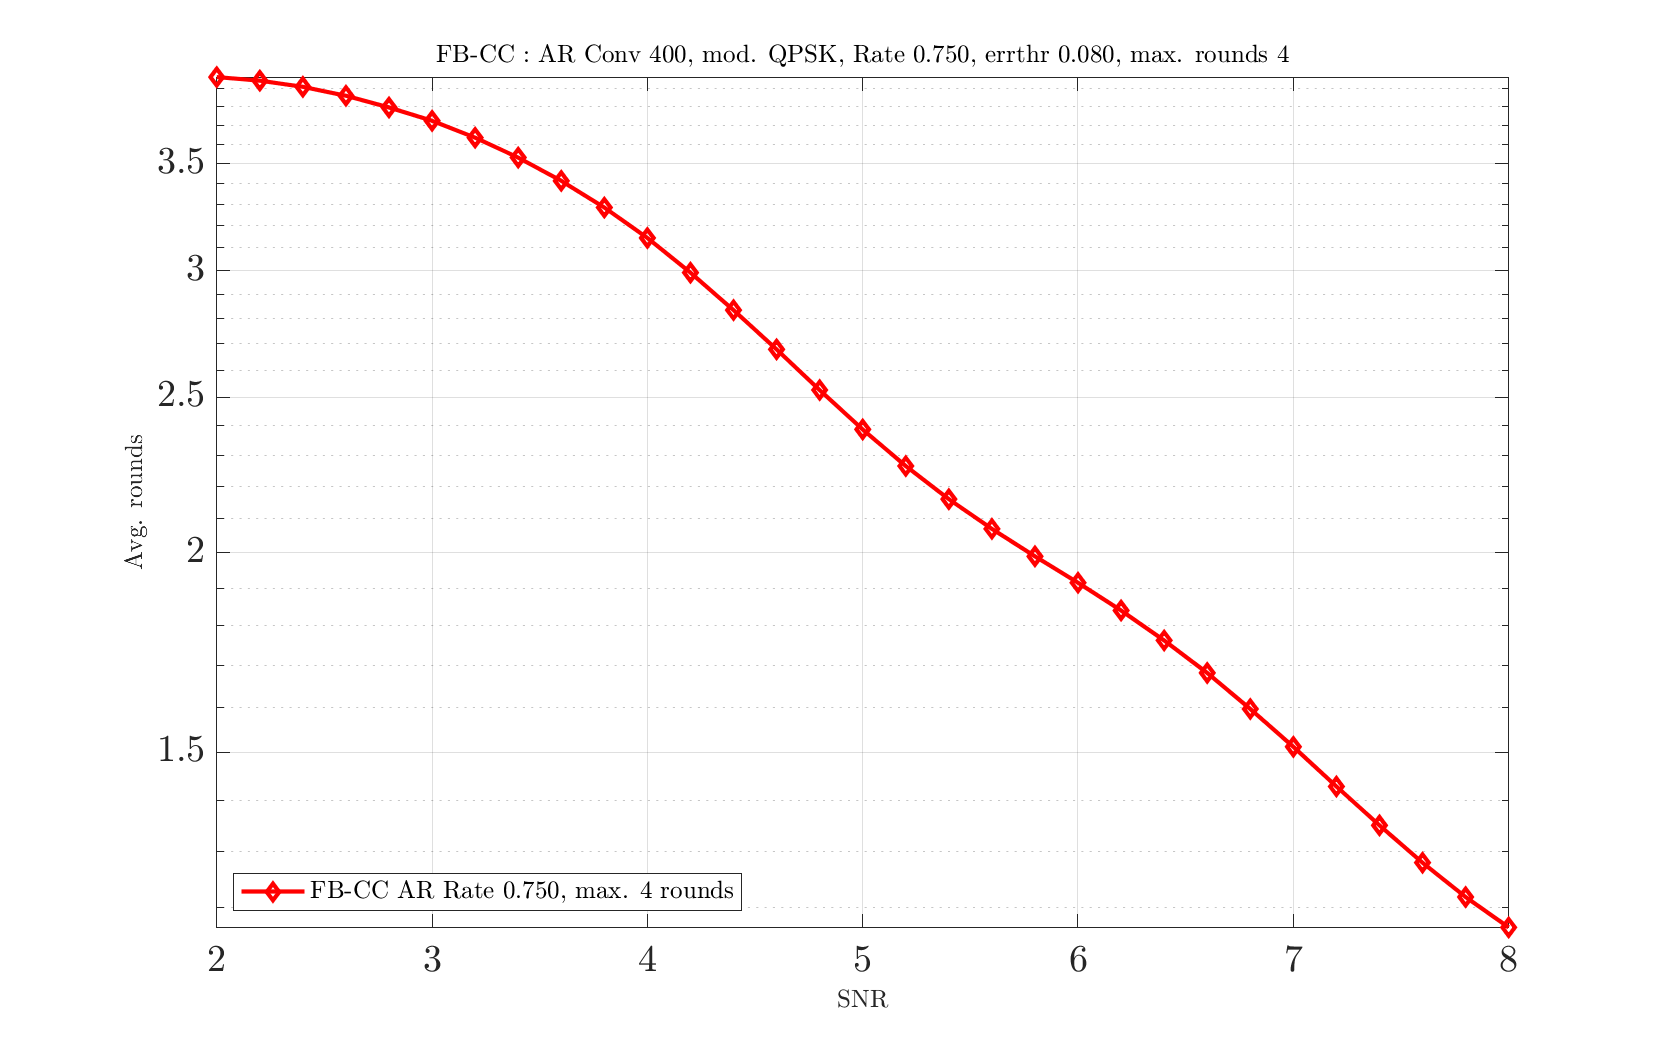 FB-CC : AR Conv 400, mod. QPSK, Rate 0.750, errthr 0.080, max. rounds 4
3.5
3
2.5
2
1.5
Avg. rounds
FB-CC AR Rate 0.750, max. 4 rounds
2 3 4 5 6 7 8
SNR